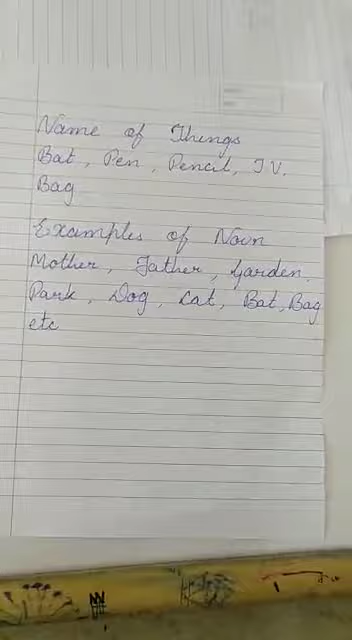 Name of Things
Bat, Pen, Pencil, T.V.
Bag
Examples of Noun
Mother, Father, Garden,
Park, Dog, Cat, Bat, Bag
etc